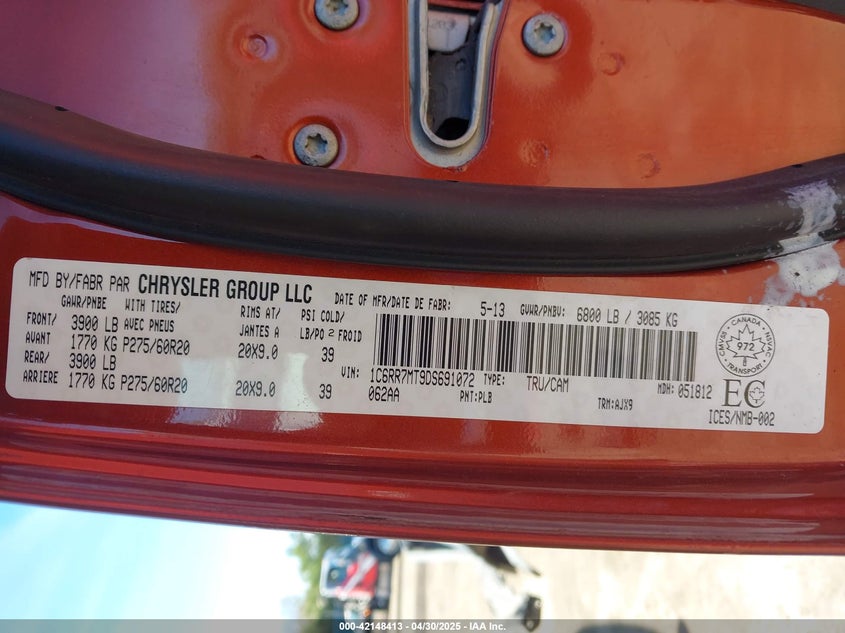 MFD BY/FABR PAR CHRYSLER GROUP LLC DATE OF MFR/DATE DE FABR: 5-13 GVWR/PNBV: 6800 LB / 3085 KG
GAWR/PNBE WITH TIRES/ RIMS AT/ PSI COLD/
FRONT/ 3900 LB AVEC PNEUS JANTES A LB/PO 2 FROID
AVANT 1770 KG P275/60R20 20X9.0 39
REAR/ 3900 LB
ARRIERE 1770 KG P275/60R20 20X9.0 39
VIN: 1C6RR7MT9DS691072 TYPE: TRU/CAM MDH: 051812
062AA PNT:PLB TRM:AJX9
CMVSS CANADA NSVAC
972
TRANSPORT
EC
ICES/NMB-002
000-42148413 - 04/30/2025 - IAA Inc.